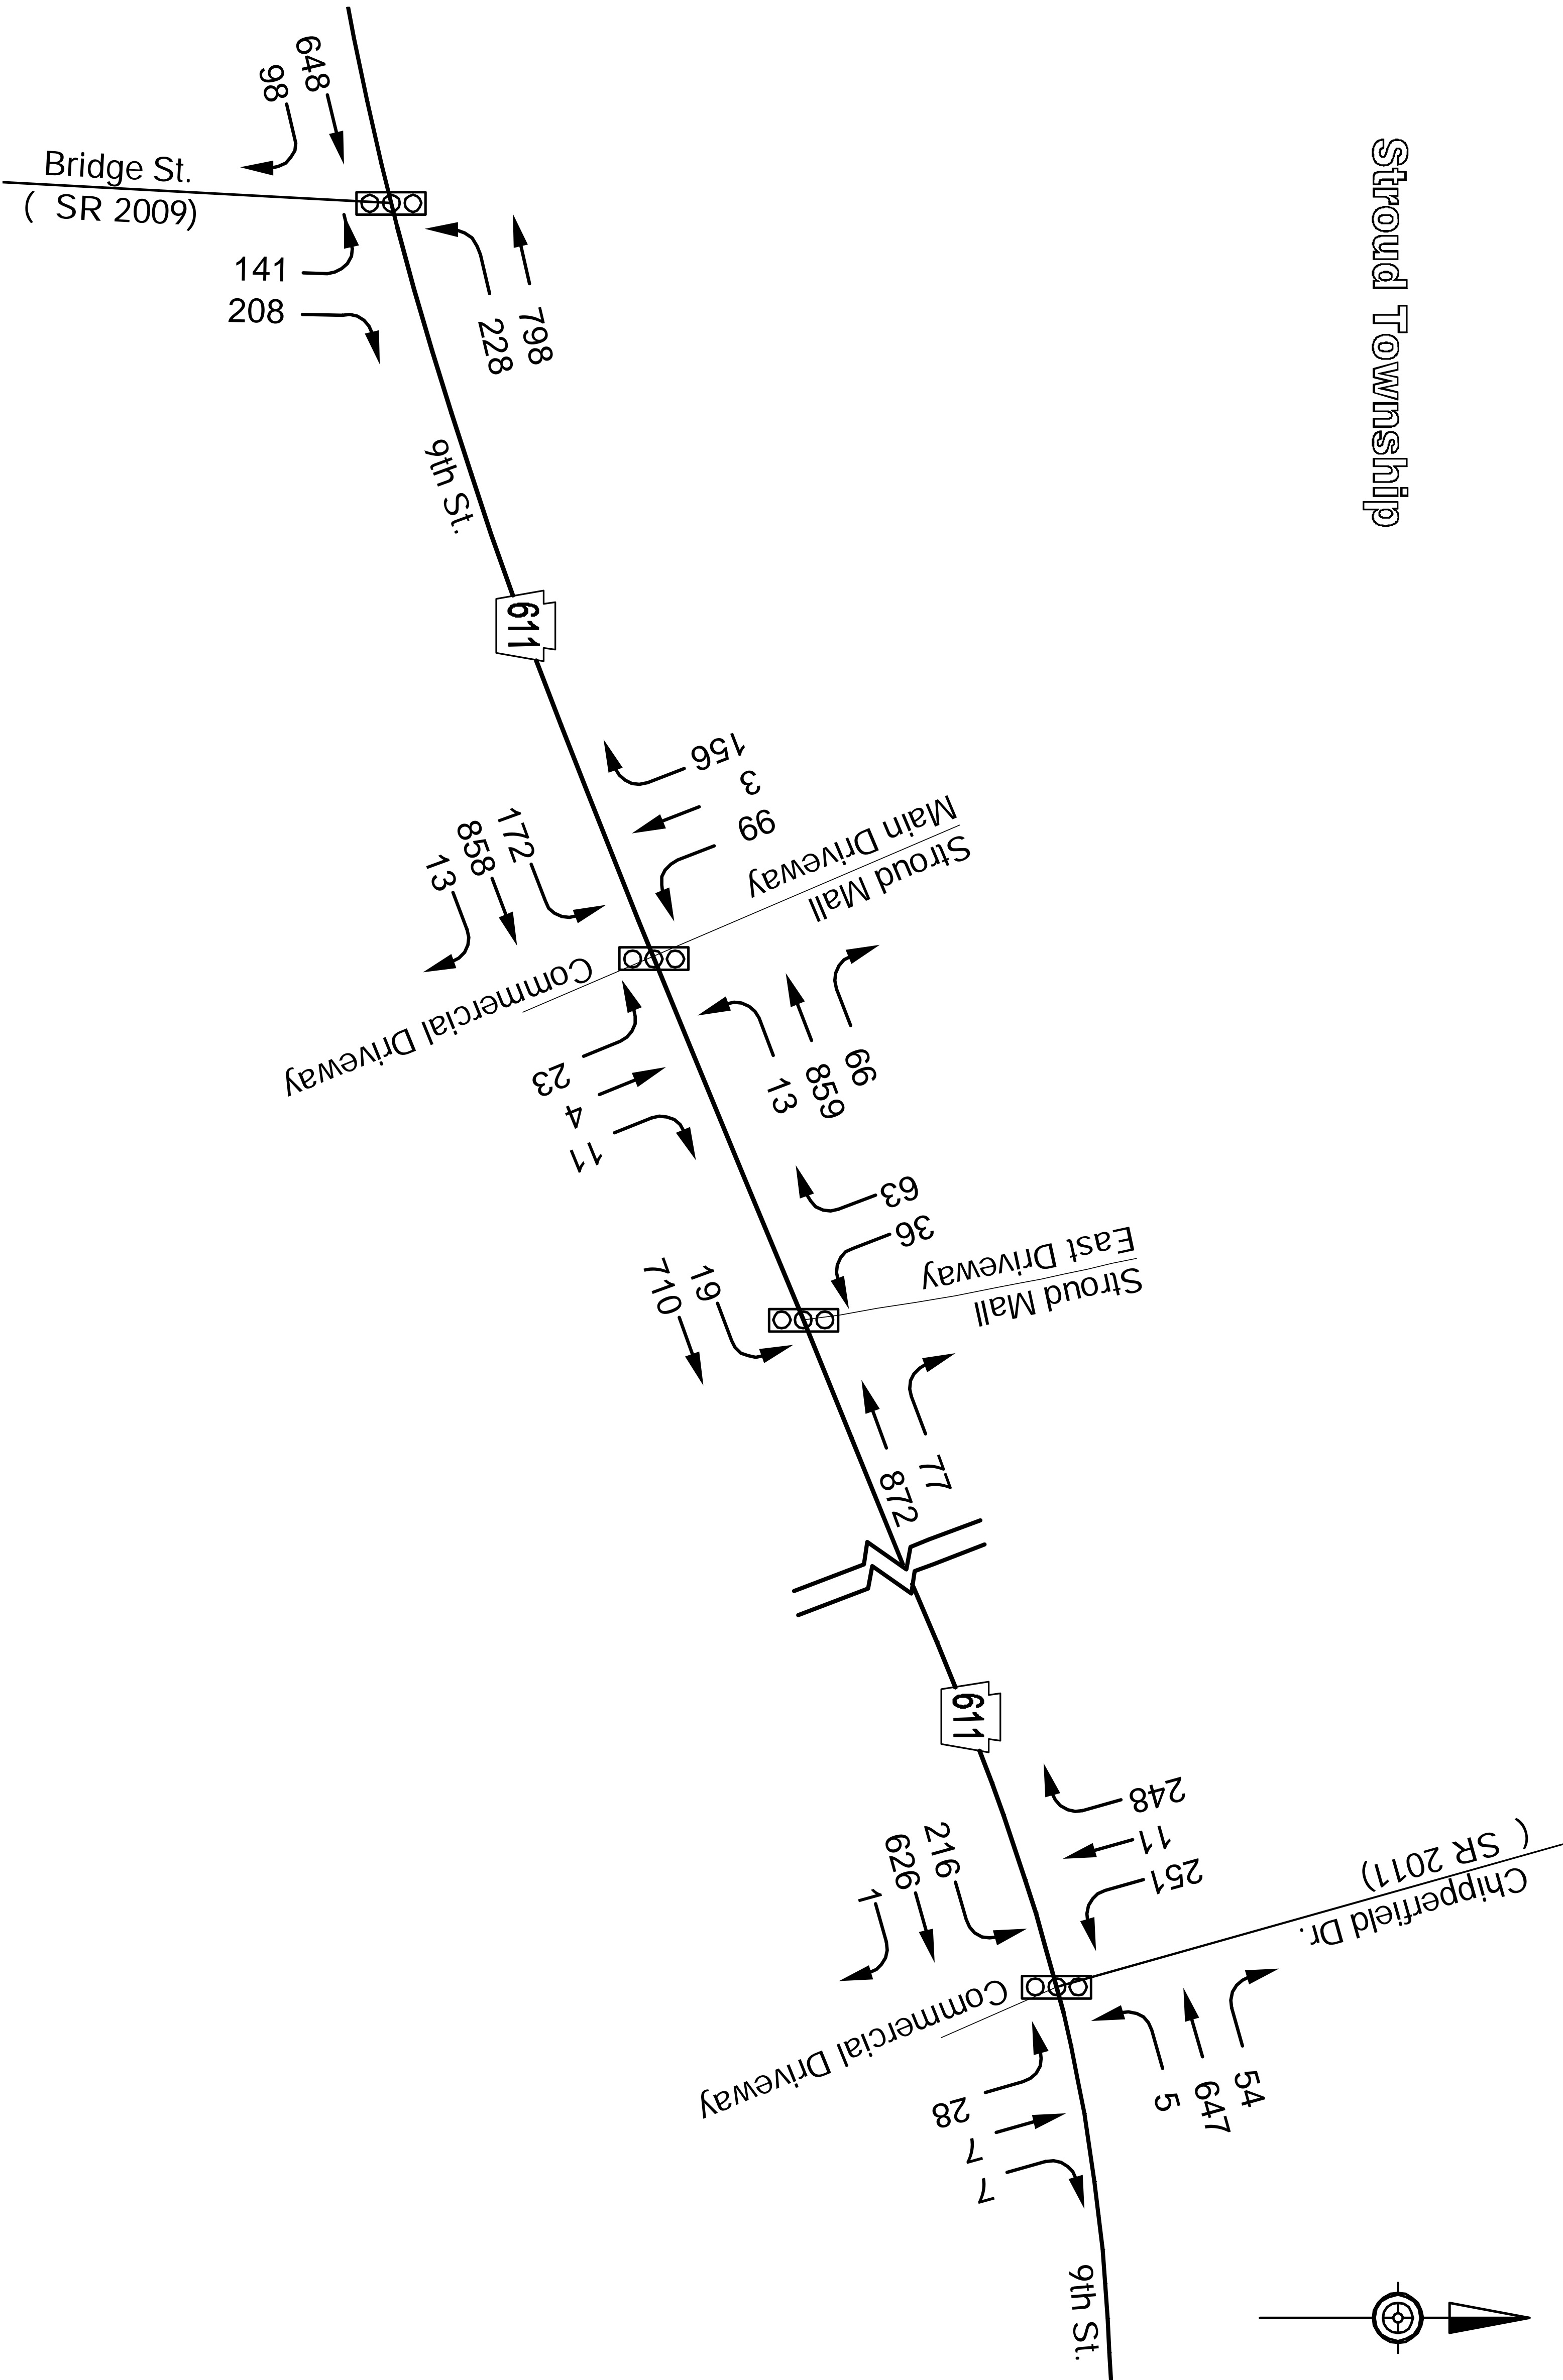 648
98
Bridge St.
( SR 2009)
141
208
228
798
Stroud Township
9th St.
611
156
3
99
Main Driveway
Stroud Mall
172
858
13
Commercial Driveway
23
4
11
13
859
66
63
36
East Driveway
Stroud Mall
19
710
77
872
611
248
11
251
( SR 2011)
Chipperfield Dr.
216
626
1
Commercial Driveway
28
7
7
5
647
54
9th St.